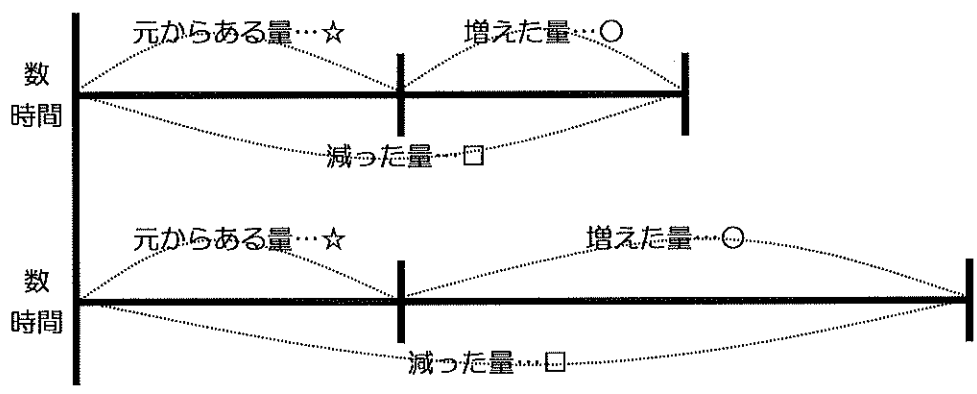 元からある量…☆ 増えた量…○
数
時間
減った量…□
元からある量…☆ 増えた量…○
数
時間
減った量…□